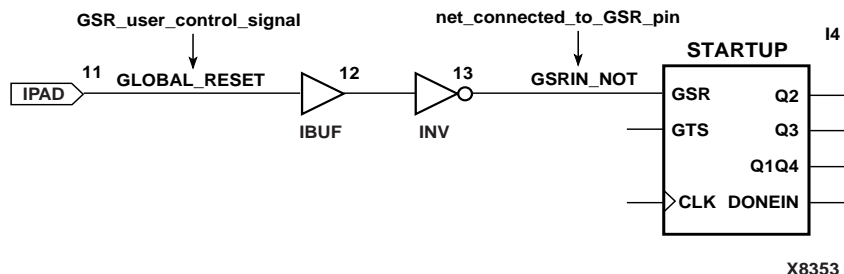 GSR_user_control_signal
net_connected_to_GSR_pin
STARTUP
I4
11
GLOBAL_RESET
12
13
GSRIN_NOT
IPAD
IBUF
INV
GSR
Q2
GTS
Q3
Q1Q4
CLK
DONEIN
X8353